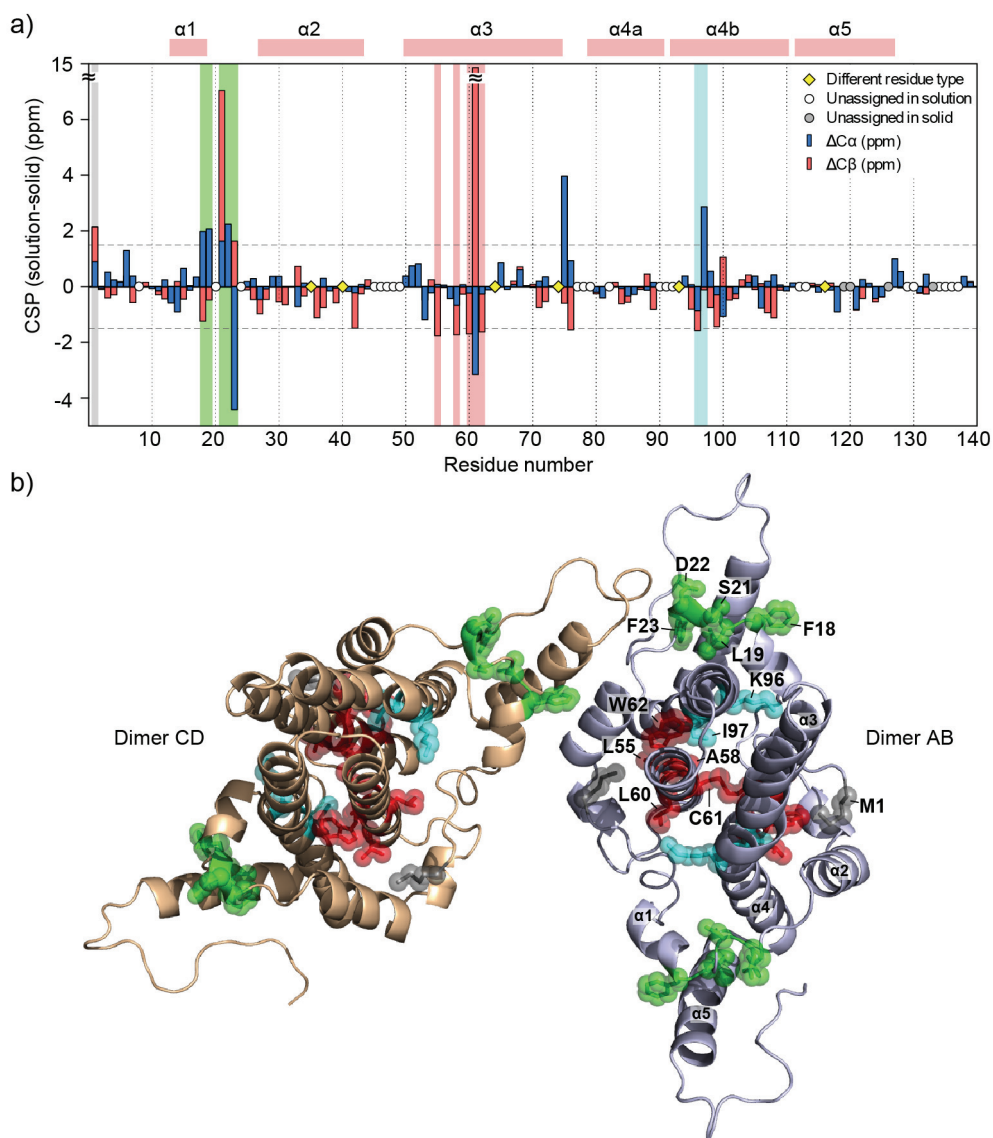 a)
α1 α2 α3 α4a α4b α5
CSP (solution-solid) (ppm)
15
6
4
2
0
-2
-4
≈ ≈
Different residue type
Unassigned in solution
Unassigned in solid
ΔCα (ppm)
ΔCβ (ppm)
10 20 30 40 50 60 70 80 90 100 110 120 130 140
Residue number
b)
D22
S21
F23
F18
L19
K96
W62
α3
I97
L55
A58
Dimer CD
Dimer AB
L60
C61
M1
α2
α1
α4
α5